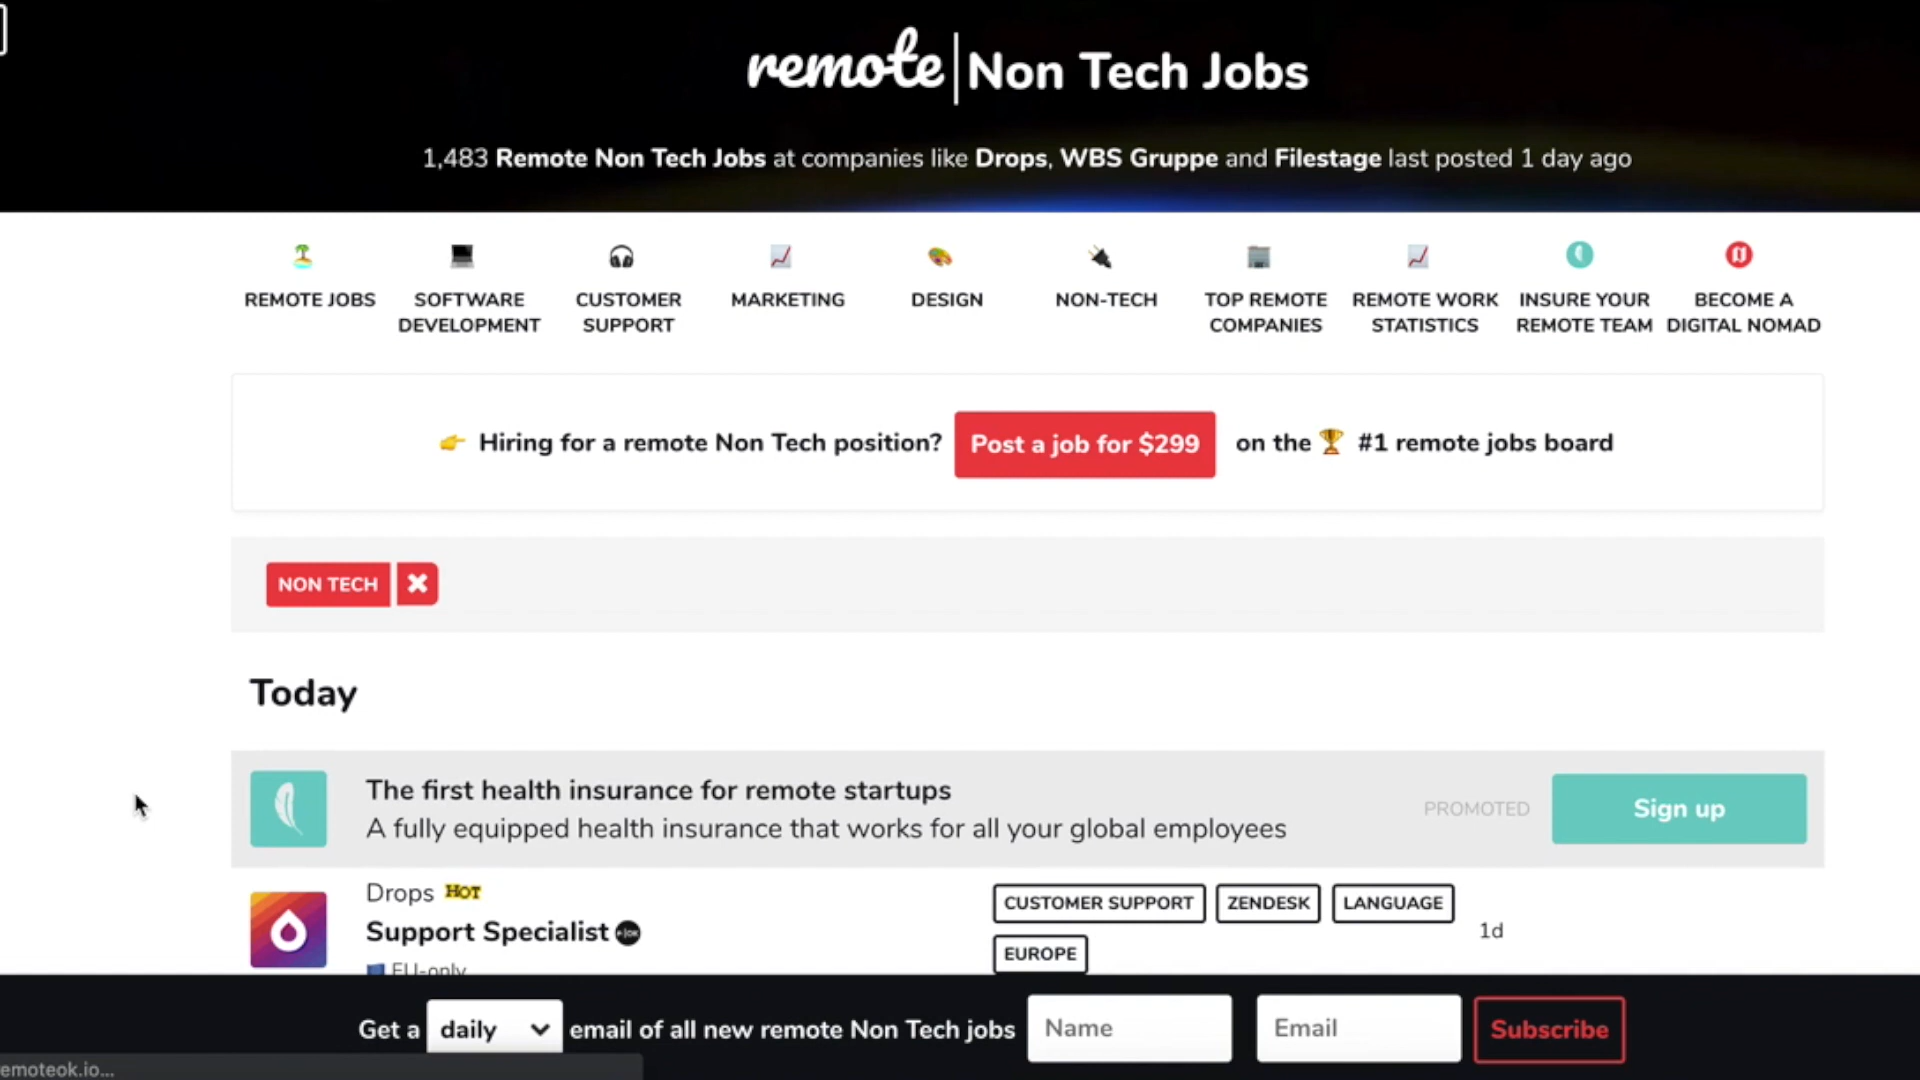 remote | Non Tech Jobs
1,483 Remote Non Tech Jobs at companies like Drops, WBS Gruppe and Filestage last posted 1 day ago
REMOTE JOBS
SOFTWARE
DEVELOPMENT
CUSTOMER
SUPPORT
MARKETING
DESIGN
NON-TECH
TOP REMOTE
COMPANIES
REMOTE WORK
STATISTICS
INSURE YOUR
REMOTE TEAM
BECOME A
DIGITAL NOMAD
Hiring for a remote Non Tech position? Post a job for $299 on the #1 remote jobs board
NON TECH
Today
The first health insurance for remote startups
A fully equipped health insurance that works for all your global employees
PROMOTED
Sign up
Drops HOT
Support Specialist
EU-only
CUSTOMER SUPPORT ZENDESK LANGUAGE
EUROPE
1d
Get a daily email of all new remote Non Tech jobs Name Email Subscribe
emoteok.io...